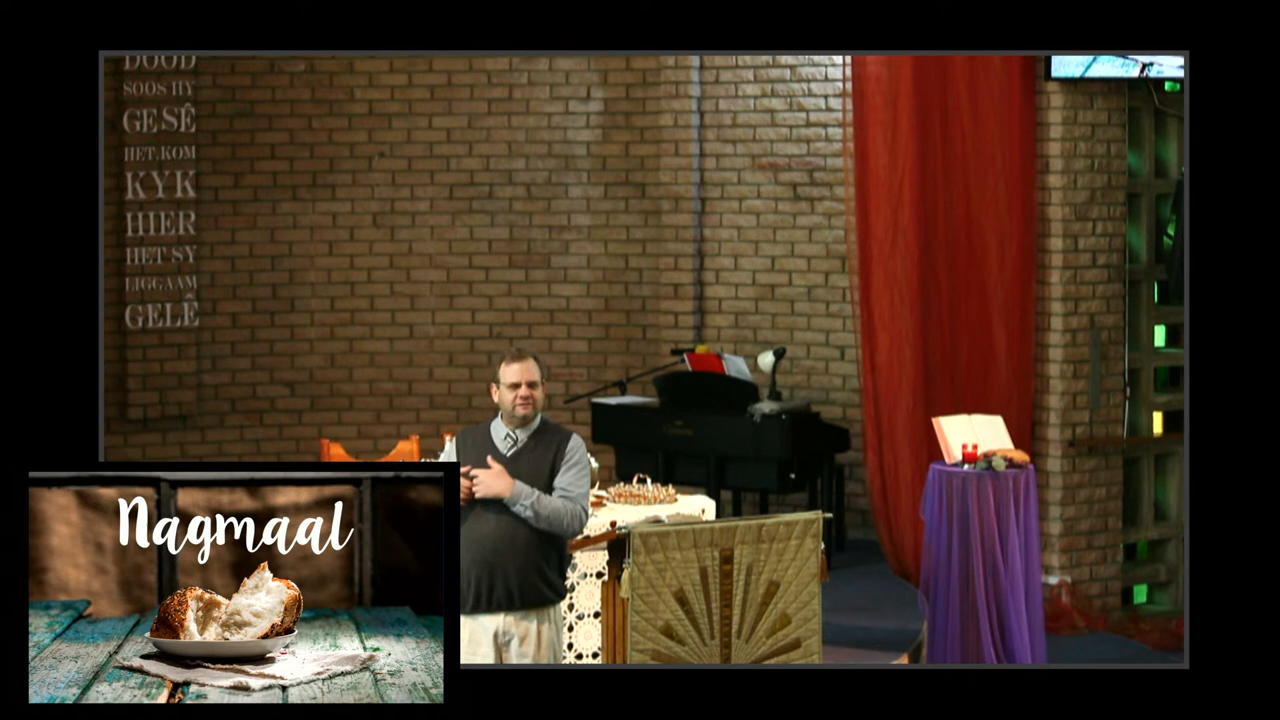 DOOD
SOOS HY
GESÊ
HET.KOM
KYK
HIER
HET SY
LIGGAAM
GELÊ
Nagmaal